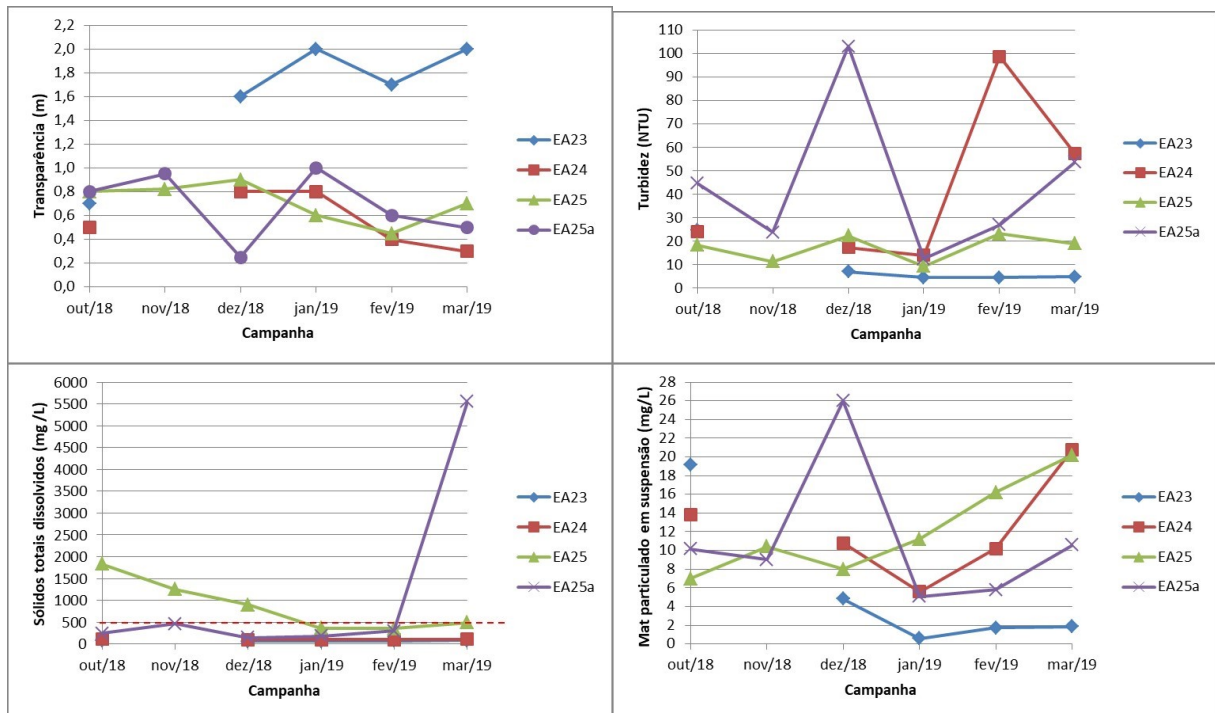 Transparência (m)
2,2
2,0
1,8
1,6
1,4
1,2
1,0
0,8
0,6
0,4
0,2
0,0
out/18 nov/18 dez/18 jan/19 fev/19 mar/19
Campanha
EA23
EA24
EA25
EA25a
Turbidez (NTU)
110
100
90
80
70
60
50
40
30
20
10
0
out/18 nov/18 dez/18 jan/19 fev/19 mar/19
Campanha
EA23
EA24
EA25
EA25a
Sólidos totais dissolvidos (mg /L)
6000
5500
5000
4500
4000
3500
3000
2500
2000
1500
1000
500
0
out/18 nov/18 dez/18 jan/19 fev/19 mar/19
Campanha
EA23
EA24
EA25
EA25a
Mat particulado em suspensão (mg/L)
28
26
24
22
20
18
16
14
12
10
8
6
4
2
0
out/18 nov/18 dez/18 jan/19 fev/19 mar/19
Campanha
EA23
EA24
EA25
EA25a